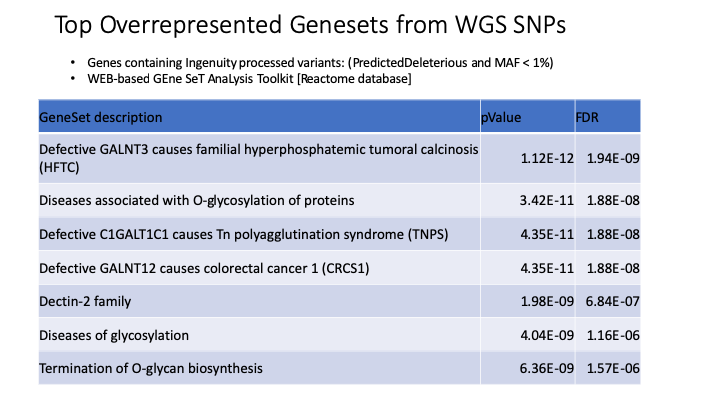 Top Overrepresented Genesets from WGS SNPs
• Genes containing Ingenuity processed variants: (PredictedDeleterious and MAF < 1%)
• WEB-based GEne SeT AnaLysis Toolkit [Reactome database]
GeneSet description pValue FDR
Defective GALNT3 causes familial hyperphosphatemic tumoral calcinosis
(HFTC) 1.12E-12 1.94E-09
Diseases associated with O-glycosylation of proteins 3.42E-11 1.88E-08
Defective C1GALT1C1 causes Tn polyagglutination syndrome (TNPS) 4.35E-11 1.88E-08
Defective GALNT12 causes colorectal cancer 1 (CRCS1) 4.35E-11 1.88E-08
Dectin-2 family 1.98E-09 6.84E-07
Diseases of glycosylation 4.04E-09 1.16E-06
Termination of O-glycan biosynthesis 6.36E-09 1.57E-06